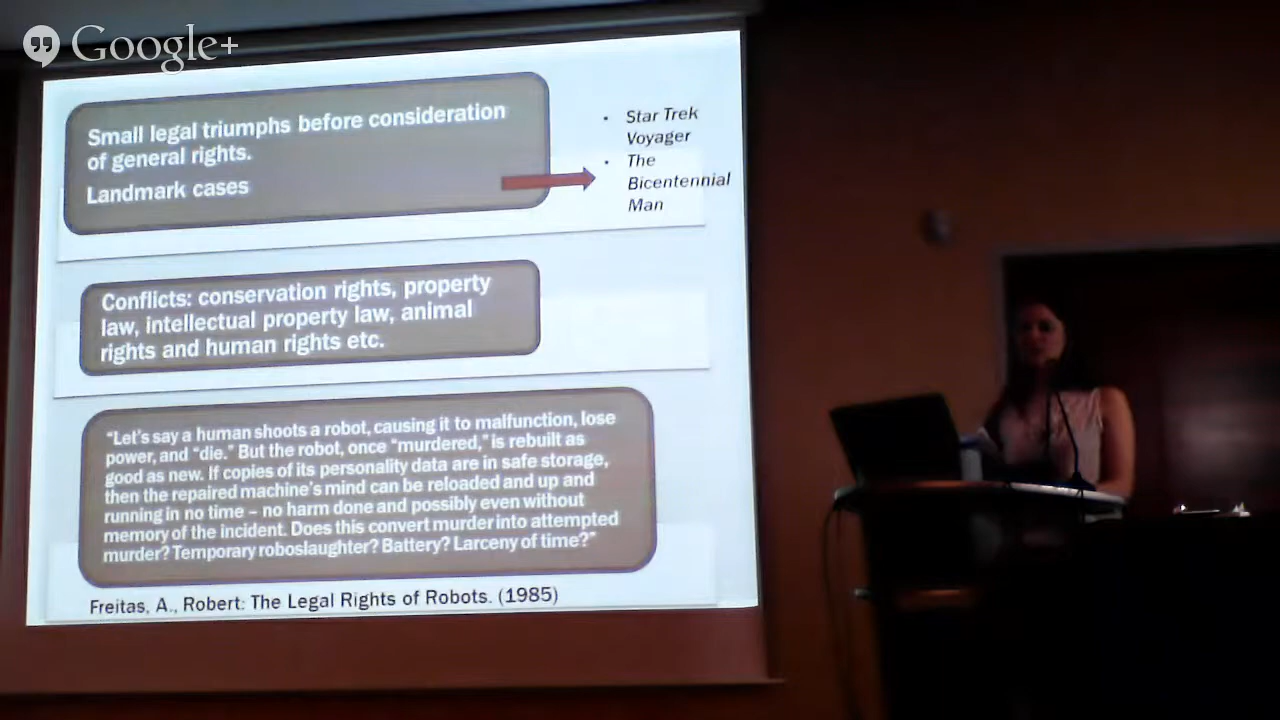 Google+
Small legal triumphs before consideration
of general rights.
Landmark cases
• Star Trek
Voyager
• The
Bicentennial
Man
Conflicts: conservation rights, property
law, intellectual property law, animal
rights and human rights etc.
“Let’s say a human shoots a robot, causing it to malfunction, lose
power, and “die.” But the robot, once “murdered,” is rebuilt as
good as new. If copies of its personality data are in safe storage,
then the repaired machine’s mind can be reloaded and up and
running in no time – no harm done and possibly even without
memory of the incident. Does this convert murder into attempted
murder? Temporary roboslaughter? Battery? Larceny of time?”
Freitas, A., Robert: The Legal Rights of Robots. (1985)